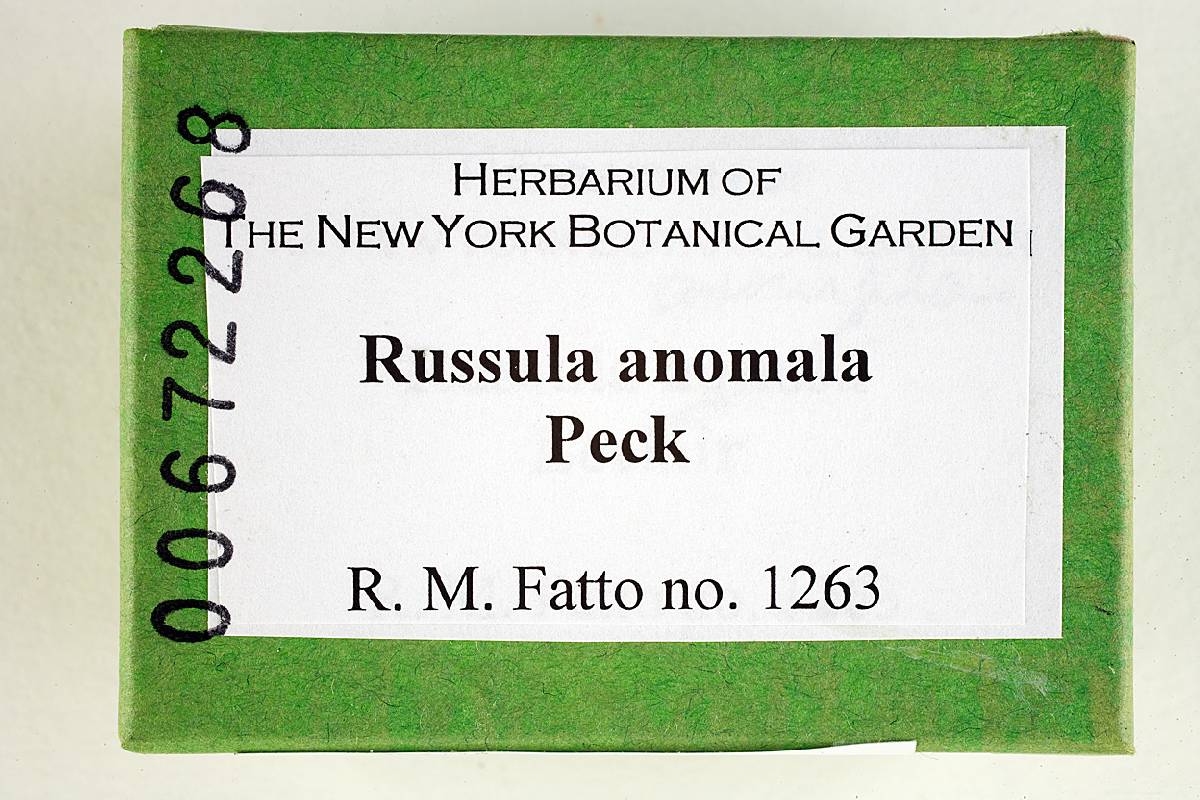 HERBARIUM OF
THE NEW YORK BOTANICAL GARDEN
Russula anomala
Peck
R. M. Fatto no. 1263
00672268